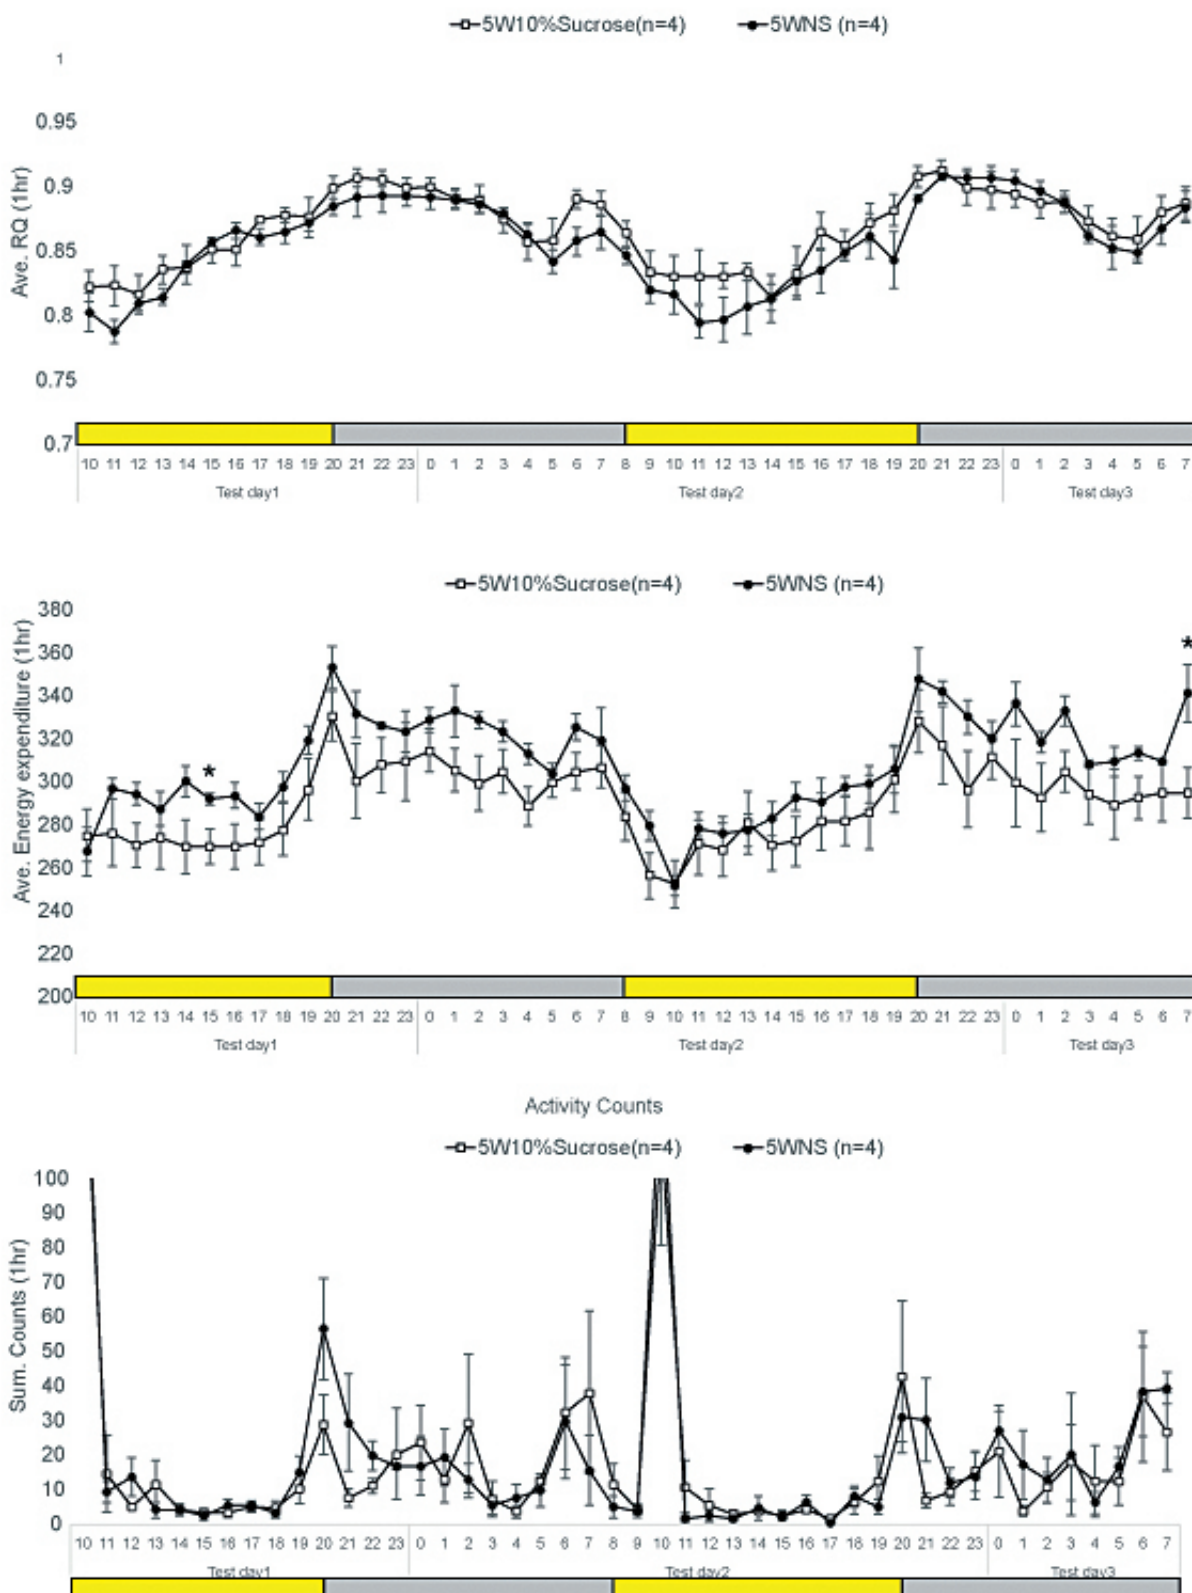 5W10%Sucrose(n=4) 5WNS (n=4)
1
0.95
0.9
0.85
0.8
0.75
0.7
Ave. RQ (1hr)
10 11 12 13 14 15 16 17 18 19 20 21 22 23 0 1 2 3 4 5 6 7 8 9 10 11 12 13 14 15 16 17 18 19 20 21 22 23 0 1 2 3 4 5 6 7
Test day1 Test day2 Test day3
5W10%Sucrose(n=4) 5WNS (n=4)
380
360
340
320
300
280
260
240
220
200
Ave. Energy expenditure (1hr)
* *
10 11 12 13 14 15 16 17 18 19 20 21 22 23 0 1 2 3 4 5 6 7 8 9 10 11 12 13 14 15 16 17 18 19 20 21 22 23 0 1 2 3 4 5 6 7
Test day1 Test day2 Test day3
Activity Counts
5W10%Sucrose(n=4) 5WNS (n=4)
100
90
80
70
60
50
40
30
20
10
0
Sum. Counts (1hr)
10 11 12 13 14 15 16 17 18 19 20 21 22 23 0 1 2 3 4 5 6 7 8 9 10 11 12 13 14 15 16 17 18 19 20 21 22 23 0 1 2 3 4 5 6 7
Test day1 Test day2 Test day3